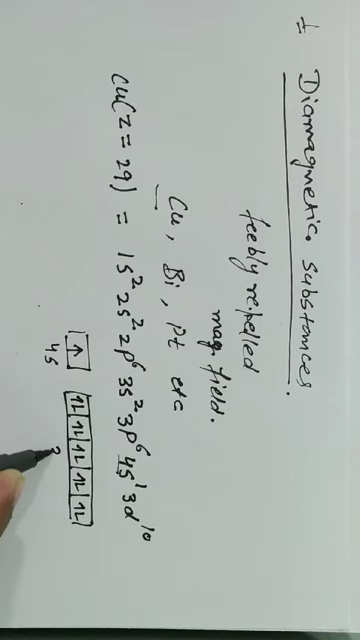 1. Diamagnetic Substances.
feebly repelled
mag. field.
Cu, Bi, Pt etc
Cu(Z=29) = 1s² 2s² 2p⁶ 3s² 3p⁶ 4s¹ 3d¹⁰
↑ ↿⇂ ↿⇂ ↿⇂ ↿⇂ ↿⇂
4s